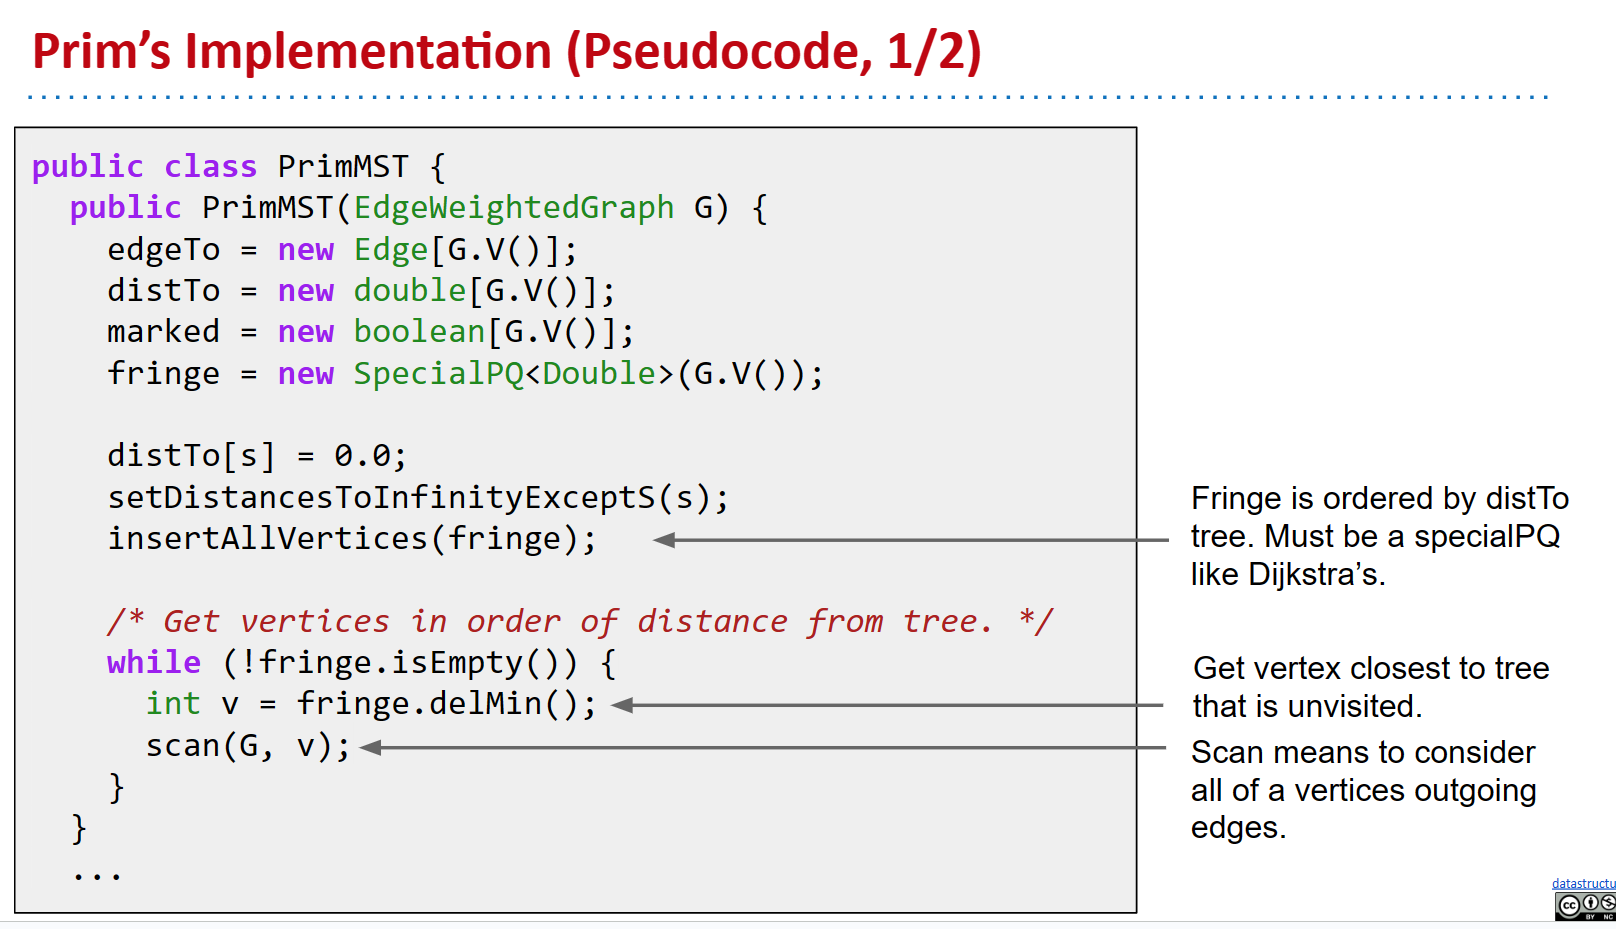 Prim's Implementation (Pseudocode, 1/2)
public class PrimMST {
public PrimMST(EdgeWeightedGraph G) {
edgeTo = new Edge[G.V()];
distTo = new double[G.V()];
marked = new boolean[G.V()];
fringe = new SpecialPQ<Double>(G.V());
distTo[s] = 0.0;
setDistancesToInfinityExceptS(s);
insertAllVertices(fringe);
/* Get vertices in order of distance from tree. */
while (!fringe.isEmpty()) {
int v = fringe.delMin();
scan(G, v);
}
}
...
Fringe is ordered by distTo
tree. Must be a specialPQ
like Dijkstra's.
Get vertex closest to tree
that is unvisited.
Scan means to consider
all of a vertices outgoing
edges.
datastructu
cc
BY NC